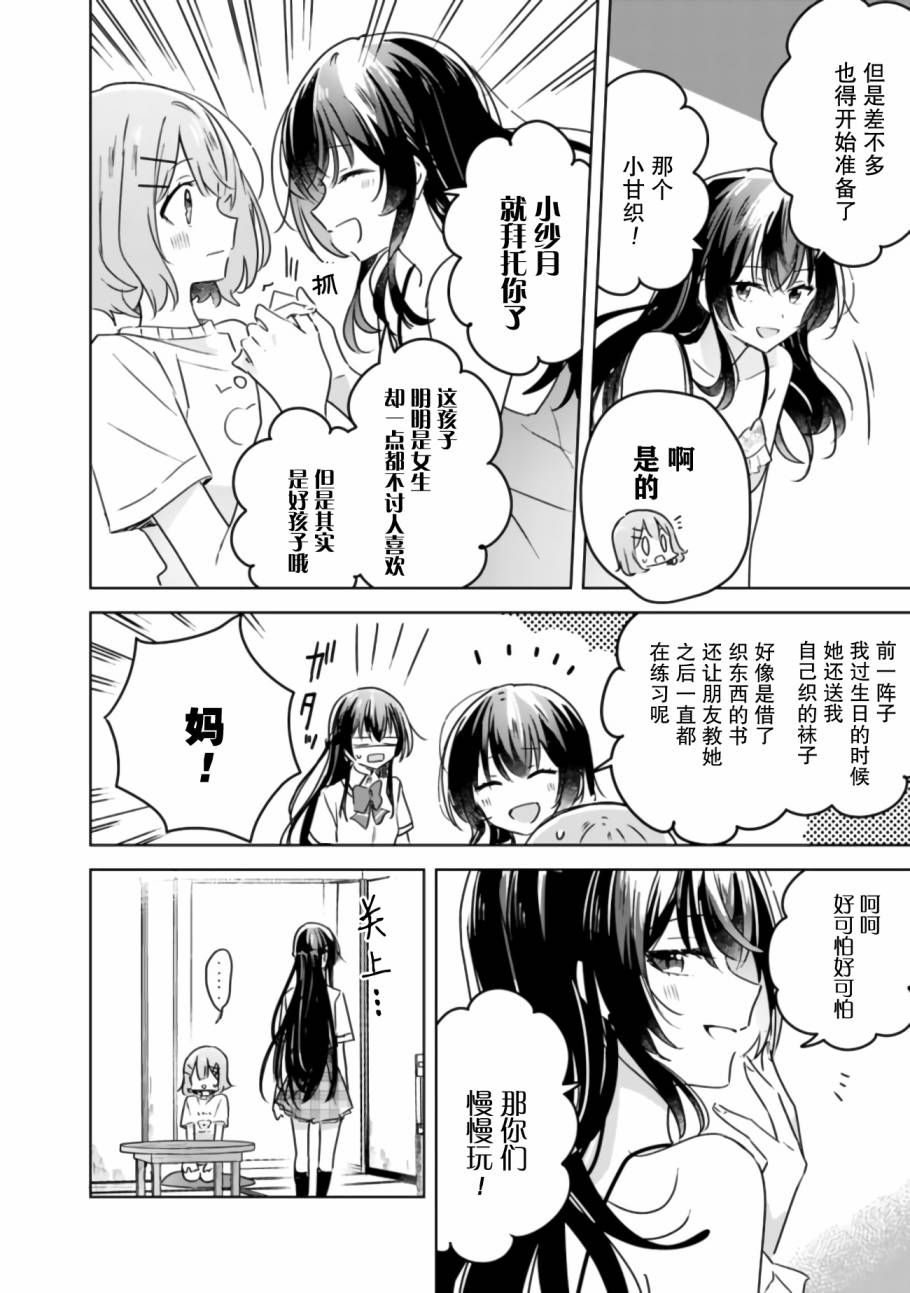 但是差不多
也得开始准备了
那个
小甘织！
啊
是的
小纱月
就拜托你了
抓
LO
这孩子
明明是女生
却一点都不讨人喜欢
但是其实
是好孩子哦
前一阵子
我过生日的时候
她还送我
自己织的袜子
好像是借了
织东西的书
还让朋友教她
之后一直都
在练习呢
ガタッ
妈！
呵呵
好可怕好可怕
那你们
慢慢玩！
关上…
……